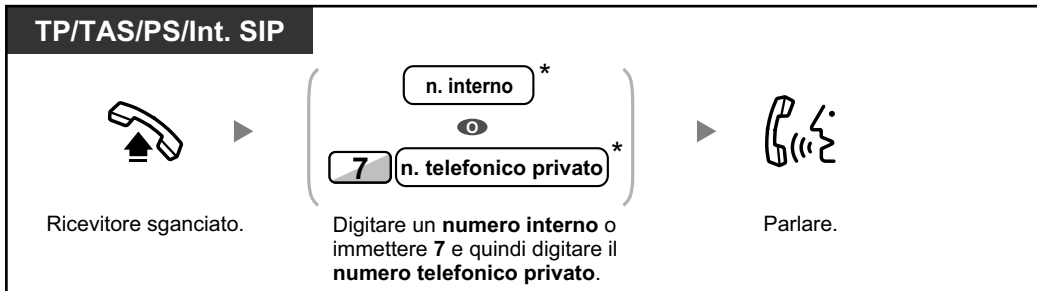 TP/TAS/PS/Int. SIP
n. interno *
o
7 n. telefonico privato *
Ricevitore sganciato.
Digitare un numero interno o
immettere 7 e quindi digitare il
numero telefonico privato.
Parlare.